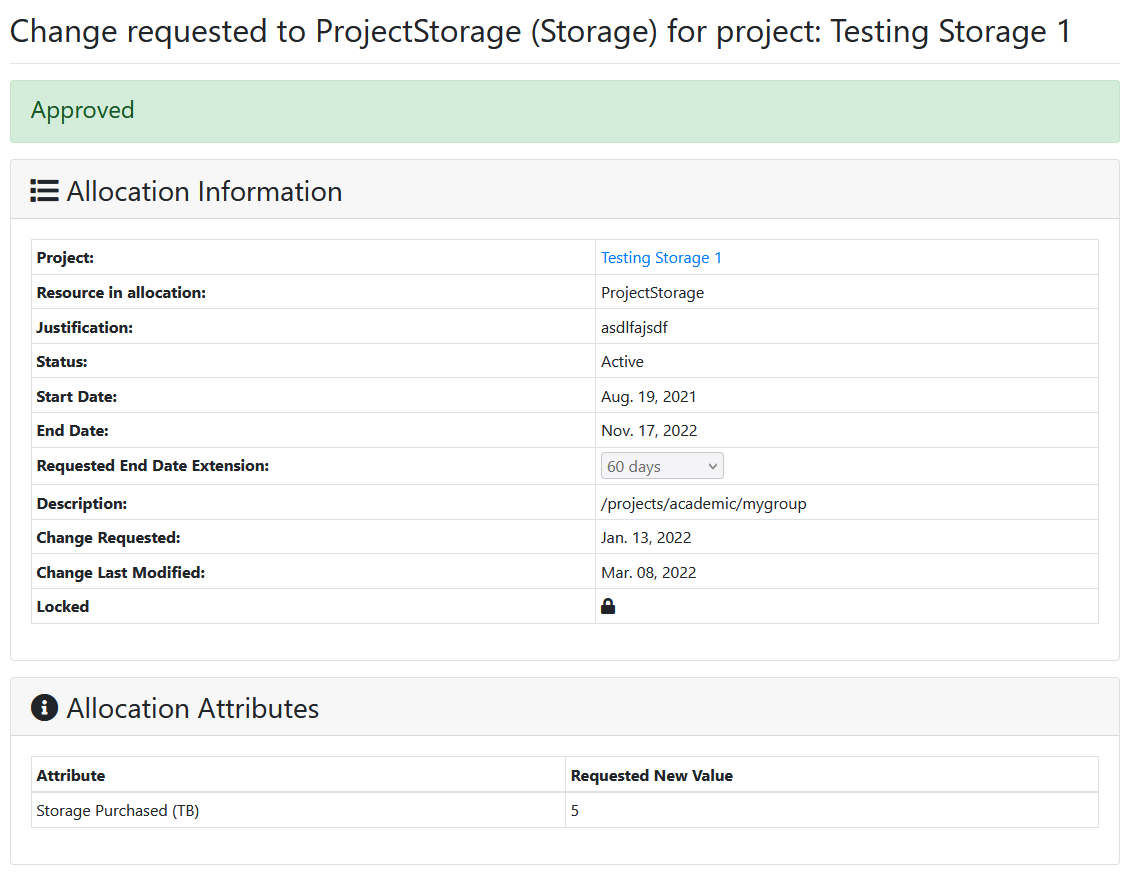 Change requested to ProjectStorage (Storage) for project: Testing Storage 1
Approved
Allocation Information
Project: Testing Storage 1
Resource in allocation: ProjectStorage
Justification: asdlfajsdf
Status: Active
Start Date: Aug. 19, 2021
End Date: Nov. 17, 2022
Requested End Date Extension: 60 days
Description: /projects/academic/mygroup
Change Requested: Jan. 13, 2022
Change Last Modified: Mar. 08, 2022
Locked
Allocation Attributes
Attribute Requested New Value
Storage Purchased (TB) 5